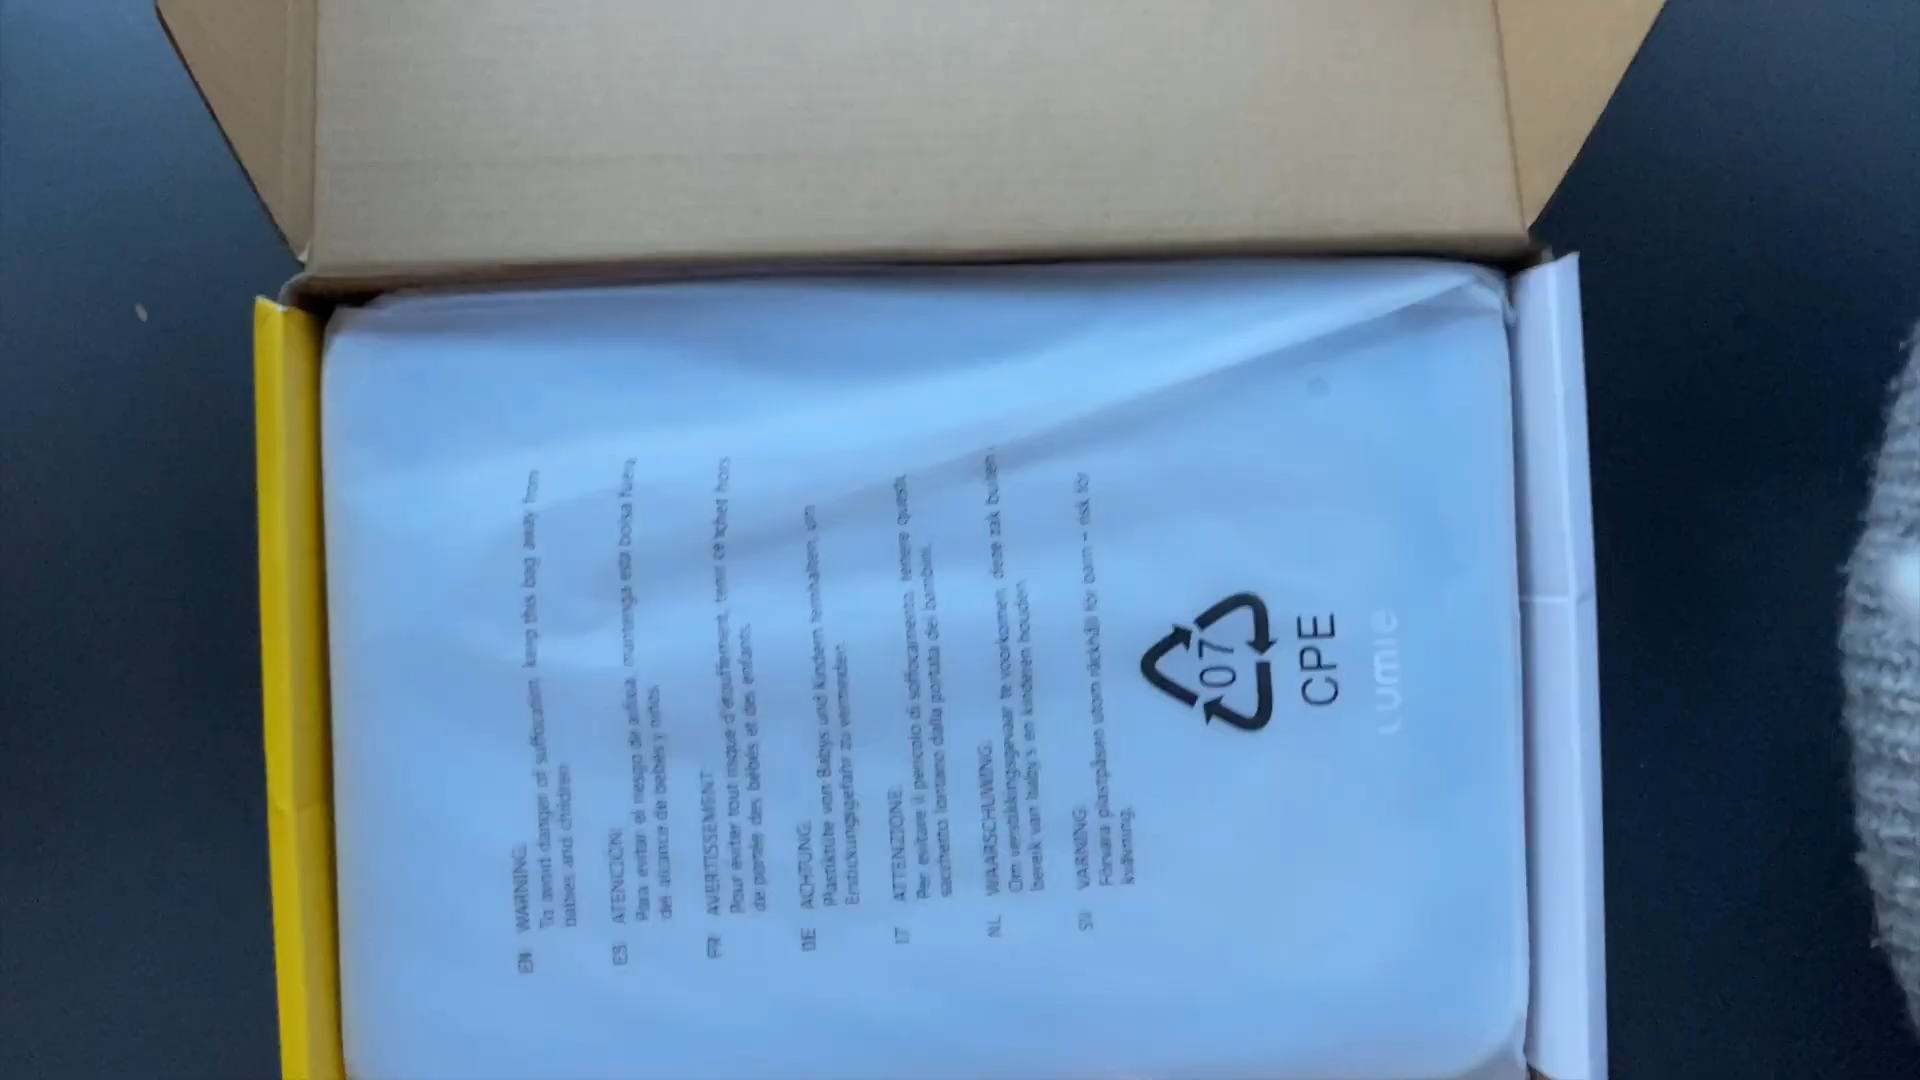 EN WARNING:
To avoid danger of suffocation, keep this bag away from
babies and children
ES ATENCION:
Para evitar el riesgo de asfixia, mantenga esta bolsa fuera
del alcance de bebés y niños.
FR AVERTISSEMENT:
Pour éviter tout risque d'étouffement, tenir ce sachet hors
de portée des bébés et des enfants.
DE ACHTUNG:
Plastiktüte von Babys und Kindern fernhalten, um
Erstickungsgefahr zu vermeiden.
IT ATTENZIONE:
Per evitare il pericolo di soffocamento, tenere questo
sacchetto lontano dalla portata dei bambini.
NL WAARSCHUWING:
Om verstikkingsgevaar te voorkomen, deze zak buiten
bereik van baby's en kinderen houden.
SV VARNING:
Förvara plastpåsen utom räckhåll för barn – risk för
kvävning.
07
CPE
Lumie